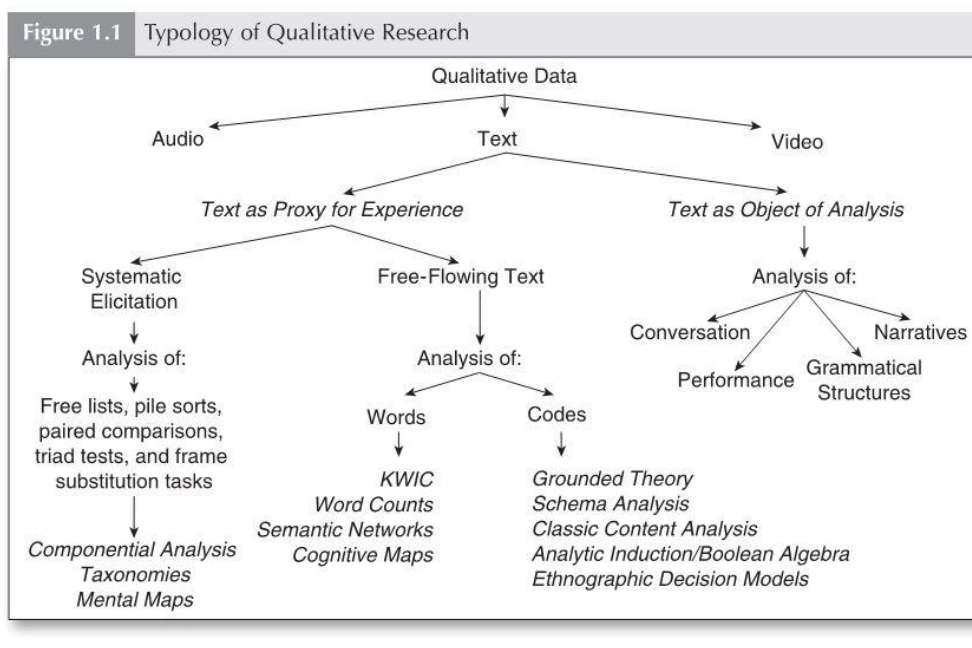 Figure 1.1 Typology of Qualitative Research
Qualitative Data
Audio
Text
Video
Text as Proxy for Experience
Text as Object of Analysis
Systematic
Elicitation
Free-Flowing Text
Analysis of:
Conversation
Narratives
Performance
Grammatical
Structures
Analysis of:
Analysis of:
Free lists, pile sorts,
paired comparisons,
triad tests, and frame
substitution tasks
Words
Codes
KWIC
Word Counts
Semantic Networks
Cognitive Maps
Grounded Theory
Schema Analysis
Classic Content Analysis
Analytic Induction/Boolean Algebra
Ethnographic Decision Models
Componential Analysis
Taxonomies
Mental Maps